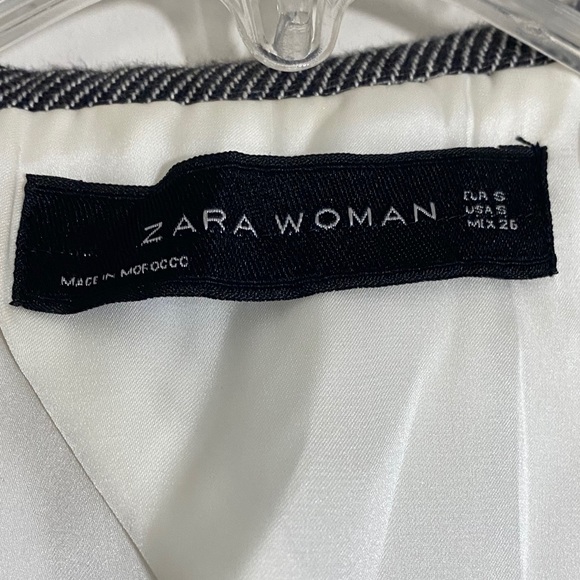 ZARA WOMAN
EUR S
USA S
MEX 26
MADE IN MOROCCO